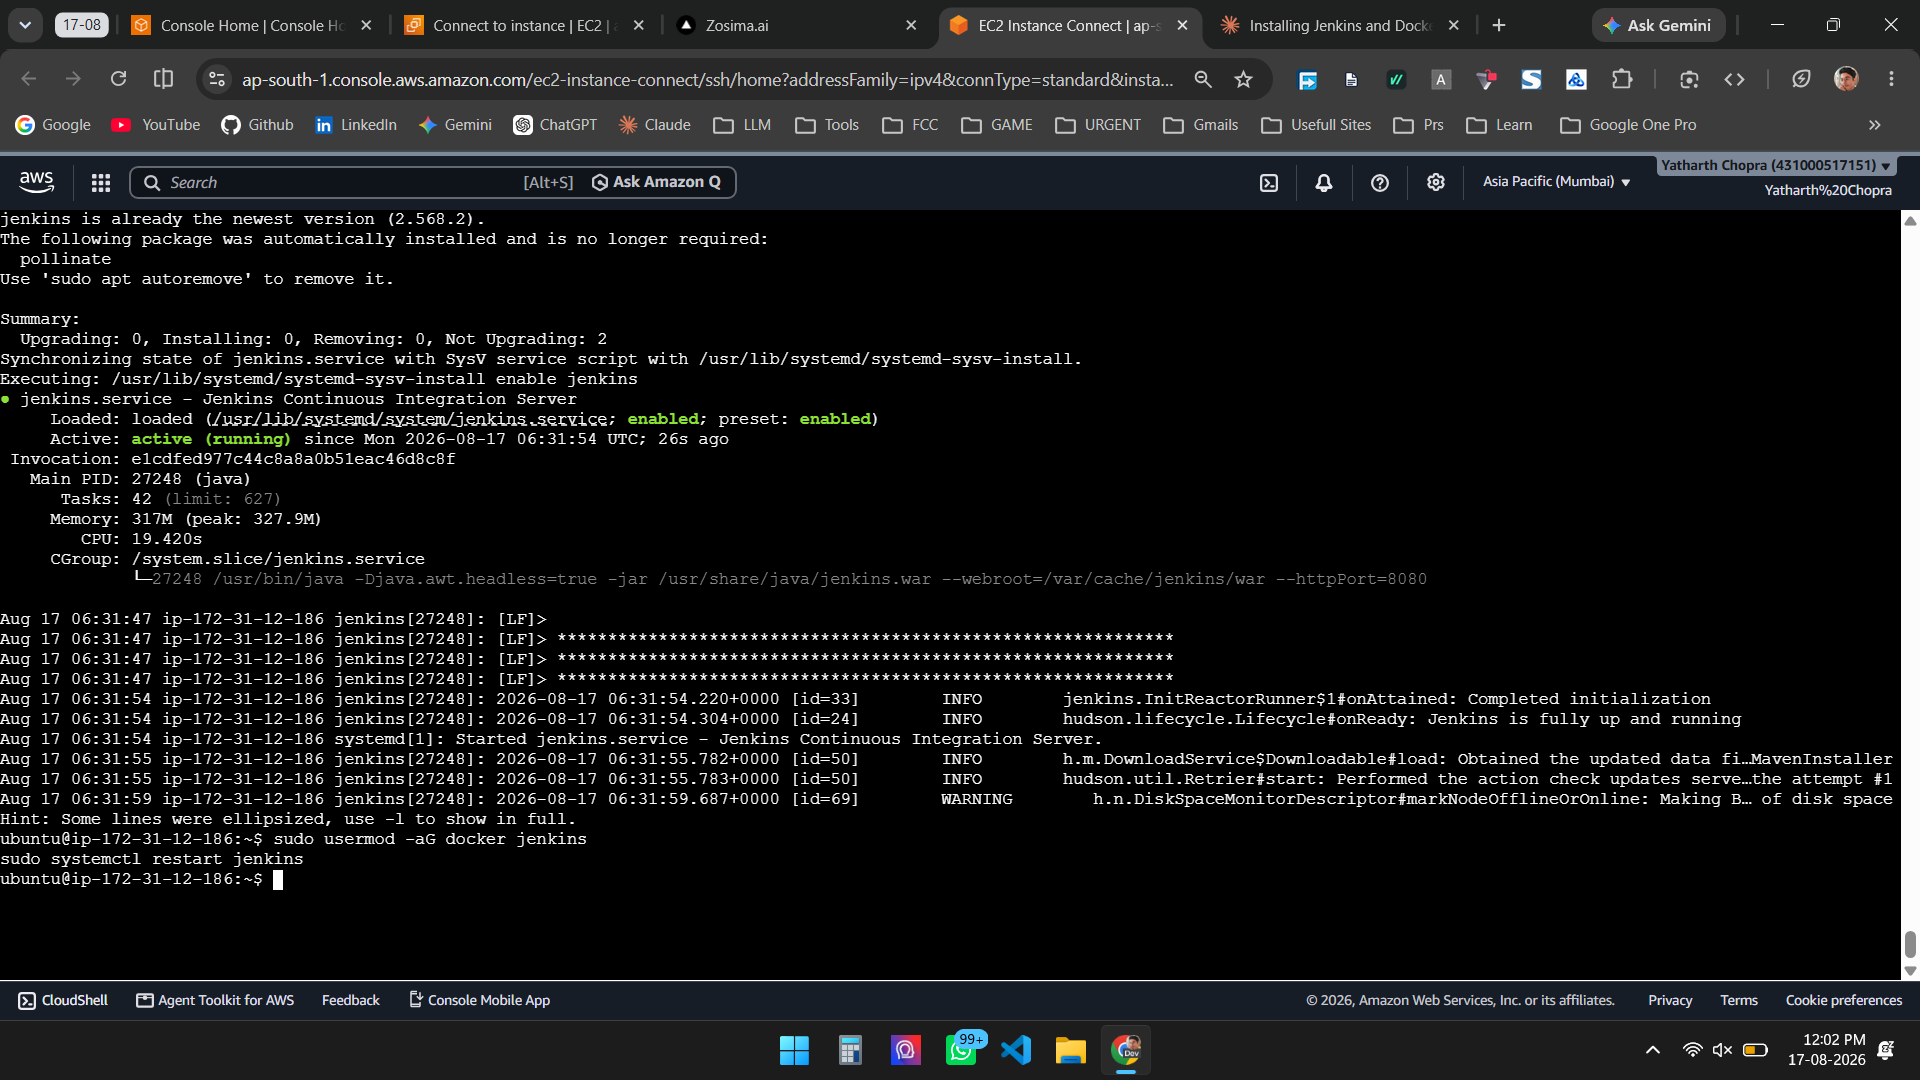 17-08
Console Home | Console Ho
Connect to instance | EC2 | a
Zosima.ai
EC2 Instance Connect | ap-s
Installing Jenkins and Docke
Ask Gemini
ap-south-1.console.aws.amazon.com/ec2-instance-connect/ssh/home?addressFamily=ipv4&connType=standard&insta...
Google
YouTube
Github
LinkedIn
Gemini
ChatGPT
Claude
LLM
Tools
FCC
GAME
URGENT
Gmails
Usefull Sites
Prs
Learn
Google One Pro
aws
Search
[Alt+S]
Ask Amazon Q
Asia Pacific (Mumbai)
Yatharth Chopra (431000517151)
Yatharth%20Chopra
jenkins is already the newest version (2.568.2).
The following package was automatically installed and is no longer required:
pollinate
Use 'sudo apt autoremove' to remove it.
Summary:
Upgrading: 0, Installing: 0, Removing: 0, Not Upgrading: 2
Synchronizing state of jenkins.service with SysV service script with /usr/lib/systemd/systemd-sysv-install.
Executing: /usr/lib/systemd/systemd-sysv-install enable jenkins
● jenkins.service - Jenkins Continuous Integration Server
Loaded: loaded (/usr/lib/systemd/system/jenkins.service; enabled; preset: enabled)
Active: active (running) since Mon 2026-08-17 06:31:54 UTC; 26s ago
Invocation: e1cdfed977c44c8a8a0b51eac46d8c8f
Main PID: 27248 (java)
Tasks: 42 (limit: 627)
Memory: 317M (peak: 327.9M)
CPU: 19.420s
CGroup: /system.slice/jenkins.service
└─27248 /usr/bin/java -Djava.awt.headless=true -jar /usr/share/java/jenkins.war --webroot=/var/cache/jenkins/war --httpPort=8080
Aug 17 06:31:47 ip-172-31-12-186 jenkins[27248]: [LF]>
Aug 17 06:31:47 ip-172-31-12-186 jenkins[27248]: [LF]> *************************************************************
Aug 17 06:31:47 ip-172-31-12-186 jenkins[27248]: [LF]> *************************************************************
Aug 17 06:31:47 ip-172-31-12-186 jenkins[27248]: [LF]> *************************************************************
Aug 17 06:31:54 ip-172-31-12-186 jenkins[27248]: 2026-08-17 06:31:54.220+0000 [id=33] INFO jenkins.InitReactorRunner$1#onAttained: Completed initialization
Aug 17 06:31:54 ip-172-31-12-186 jenkins[27248]: 2026-08-17 06:31:54.304+0000 [id=24] INFO hudson.lifecycle.Lifecycle#onReady: Jenkins is fully up and running
Aug 17 06:31:54 ip-172-31-12-186 systemd[1]: Started jenkins.service - Jenkins Continuous Integration Server.
Aug 17 06:31:55 ip-172-31-12-186 jenkins[27248]: 2026-08-17 06:31:55.782+0000 [id=50] INFO h.m.DownloadService$Downloadable#load: Obtained the updated data fi…MavenInstaller
Aug 17 06:31:55 ip-172-31-12-186 jenkins[27248]: 2026-08-17 06:31:55.783+0000 [id=50] INFO hudson.util.Retrier#start: Performed the action check updates serve…the attempt #1
Aug 17 06:31:59 ip-172-31-12-186 jenkins[27248]: 2026-08-17 06:31:59.687+0000 [id=69] WARNING h.n.DiskSpaceMonitorDescriptor#markNodeOfflineOrOnline: Making B… of disk space
Hint: Some lines were ellipsized, use -l to show in full.
ubuntu@ip-172-31-12-186:~$ sudo usermod -aG docker jenkins
sudo systemctl restart jenkins
ubuntu@ip-172-31-12-186:~$
CloudShell
Agent Toolkit for AWS
Feedback
Console Mobile App
© 2026, Amazon Web Services, Inc. or its affiliates.
Privacy
Terms
Cookie preferences
99+
Dev
12:02 PM
17-08-2026